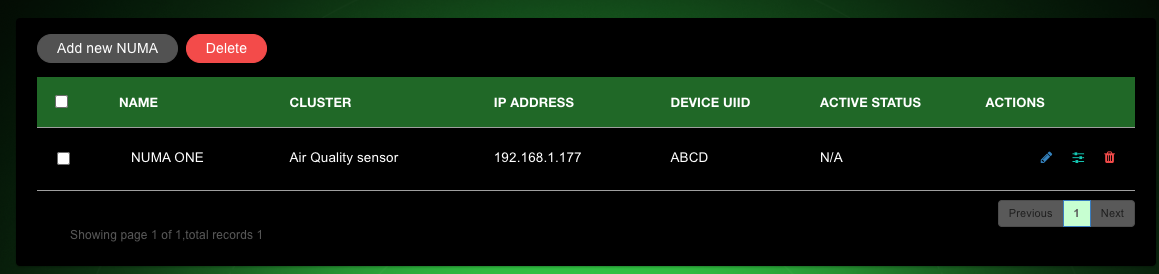 Add new NUMA Delete
NAME CLUSTER IP ADDRESS DEVICE UIID ACTIVE STATUS ACTIONS
NUMA ONE Air Quality sensor 192.168.1.177 ABCD N/A
Previous 1 Next
Showing page 1 of 1,total records 1